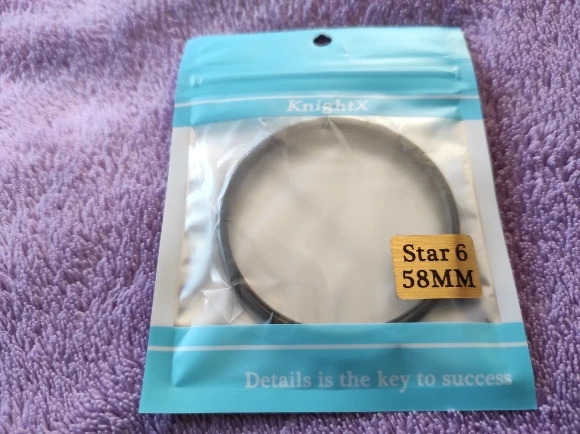 KnightX
Star 6
58MM
Details is the key to success